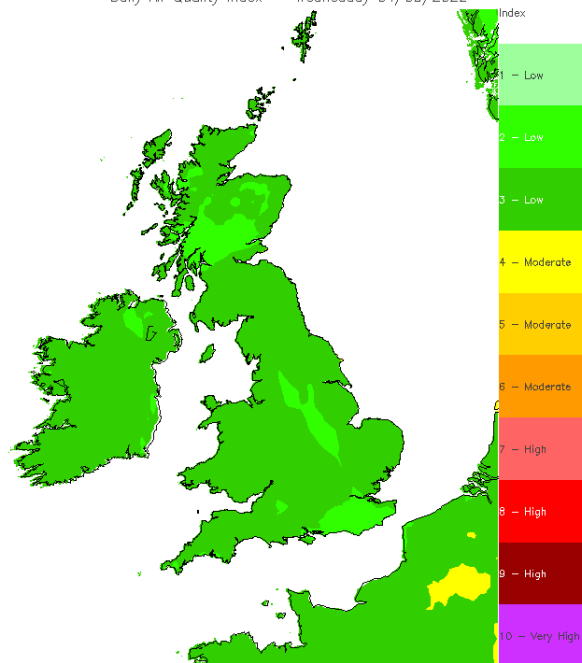 Index
1 – Low
2 – Low
3 – Low
4 – Moderate
5 – Moderate
6 – Moderate
7 – High
8 – High
9 – High
10 – Very High